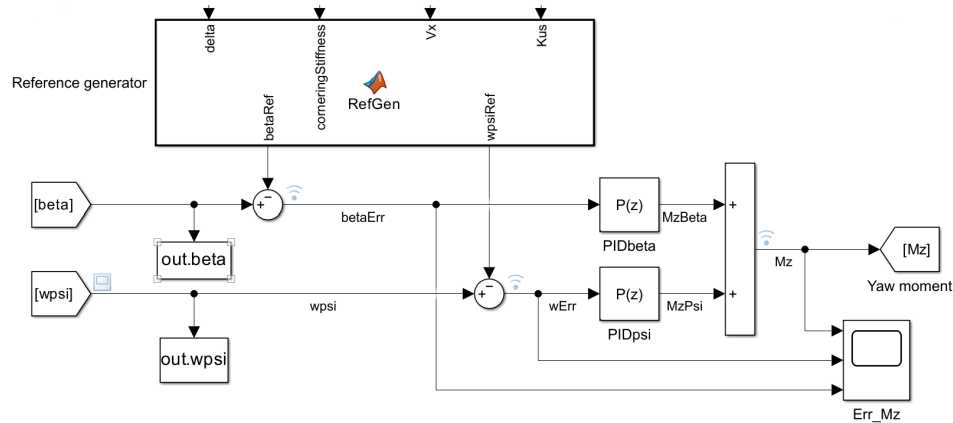 delta
corneringStiffness
Vx
Kus
Reference generator
RefGen
betaRef
wpsiRef
[beta]
+
−
betaErr
P(z)
MzBeta
+
PIDbeta
out.beta
Mz
[Mz]
Yaw moment
[wpsi]
wpsi
+
−
wErr
P(z)
MzPsi
+
PIDpsi
out.wpsi
Err_Mz